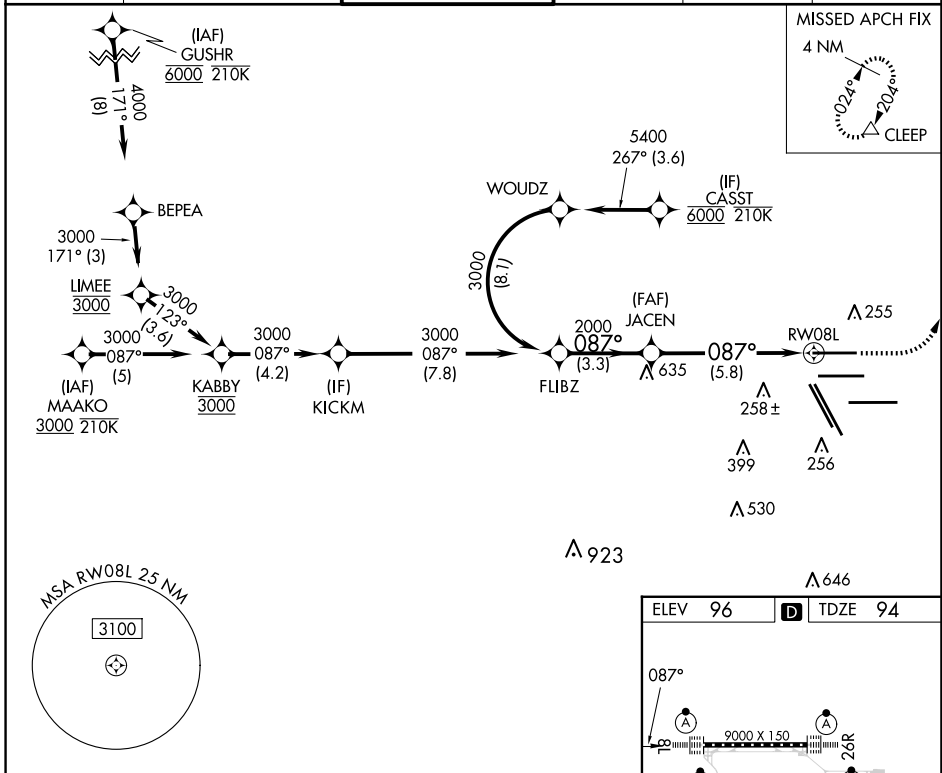 MISSED APCH FIX
4 NM
024°
204°
CLEEP
(IAF)
GUSHR
6000 210K
4000
171°
(8)
5400
267° (3.6)
WOUDZ
(IF)
CASST
6000 210K
BEPEA
3000
171° (3)
LIMEE
3000
3000
123°
(3.6)
3000
(8.1)
(FAF)
JACEN
255
RW08L
3000
087°
(5)
3000
087°
(4.2)
3000
087°
(7.8)
2000
087°
(3.3)
087°
(5.8)
(IAF)
MAAKO
3000 210K
KABBY
3000
(IF)
KICKM
FLIBZ
635
258 ±
399
256
530
923
646
MSA RW08L 25 NM
3100
ELEV 96
D
TDZE 94
087°
A
A
9000 X 150
8L
26R